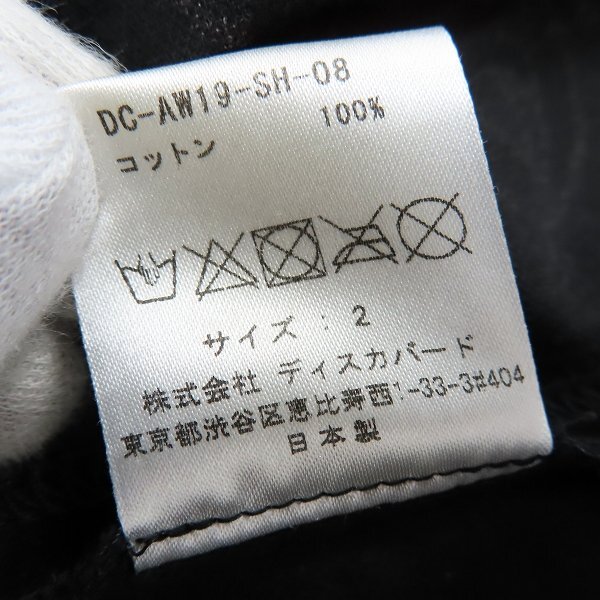 DC-AW19-SH-08
コットン 100%
サイズ : 2
株式会社 ディスカバード
東京都渋谷区恵比寿西1-33-3#404
日本製